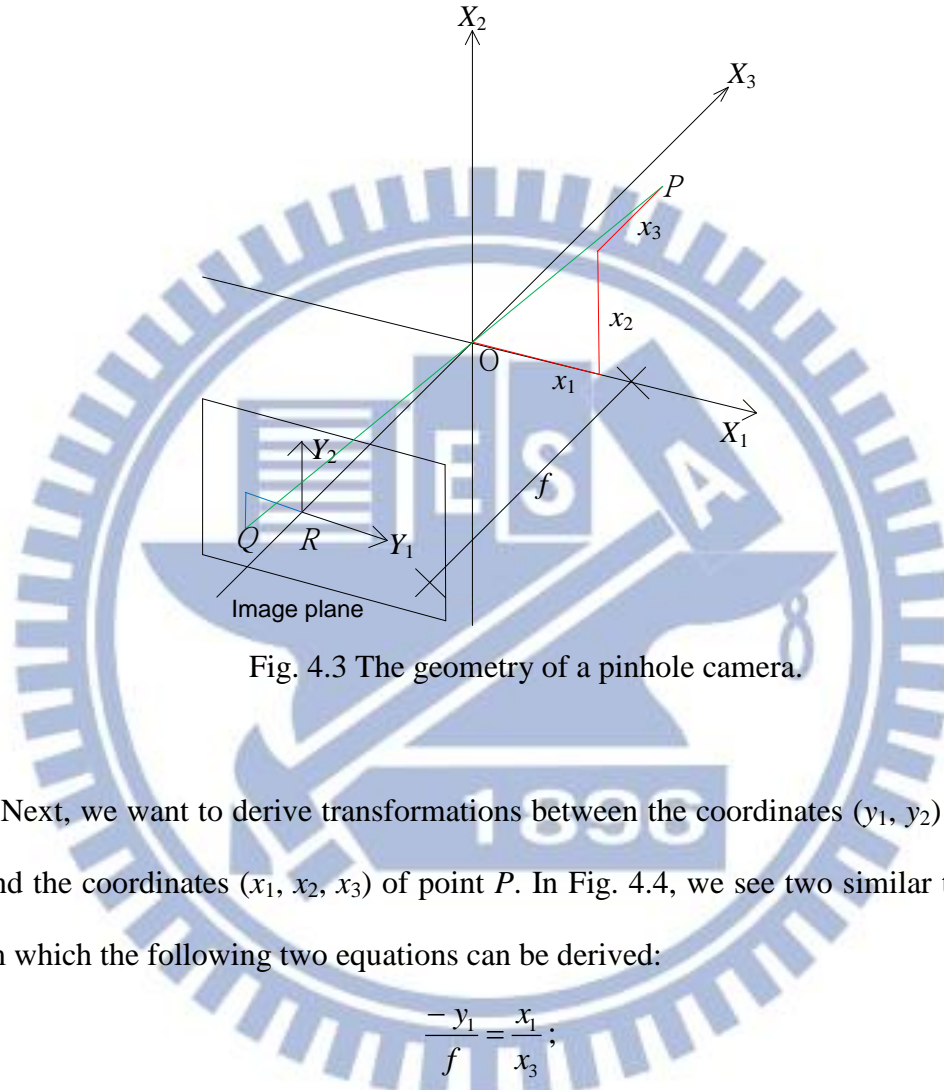 X2
X3
P
x3
x2
O
x1
X1
E S A
f
Y2
Q R Y1
Image plane
Fig. 4.3 The geometry of a pinhole camera.
1896
Next, we want to derive transformations between the coordinates (y1, y2)
nd the coordinates (x1, x2, x3) of point P. In Fig. 4.4, we see two similar
which the following two equations can be derived:
−y1/f = x1/x3 ;